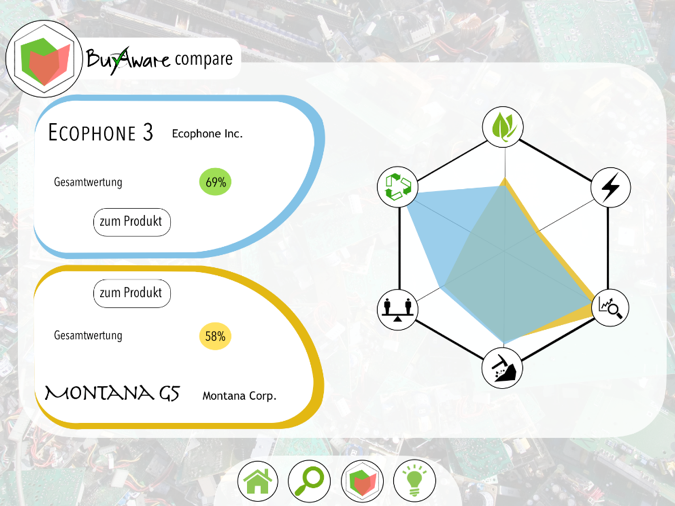 BuyAware compare
ECOPHONE 3 Ecophone Inc.
Gesamtwertung 69%
zum Produkt
zum Produkt
Gesamtwertung 58%
MONTANA G5 Montana Corp.